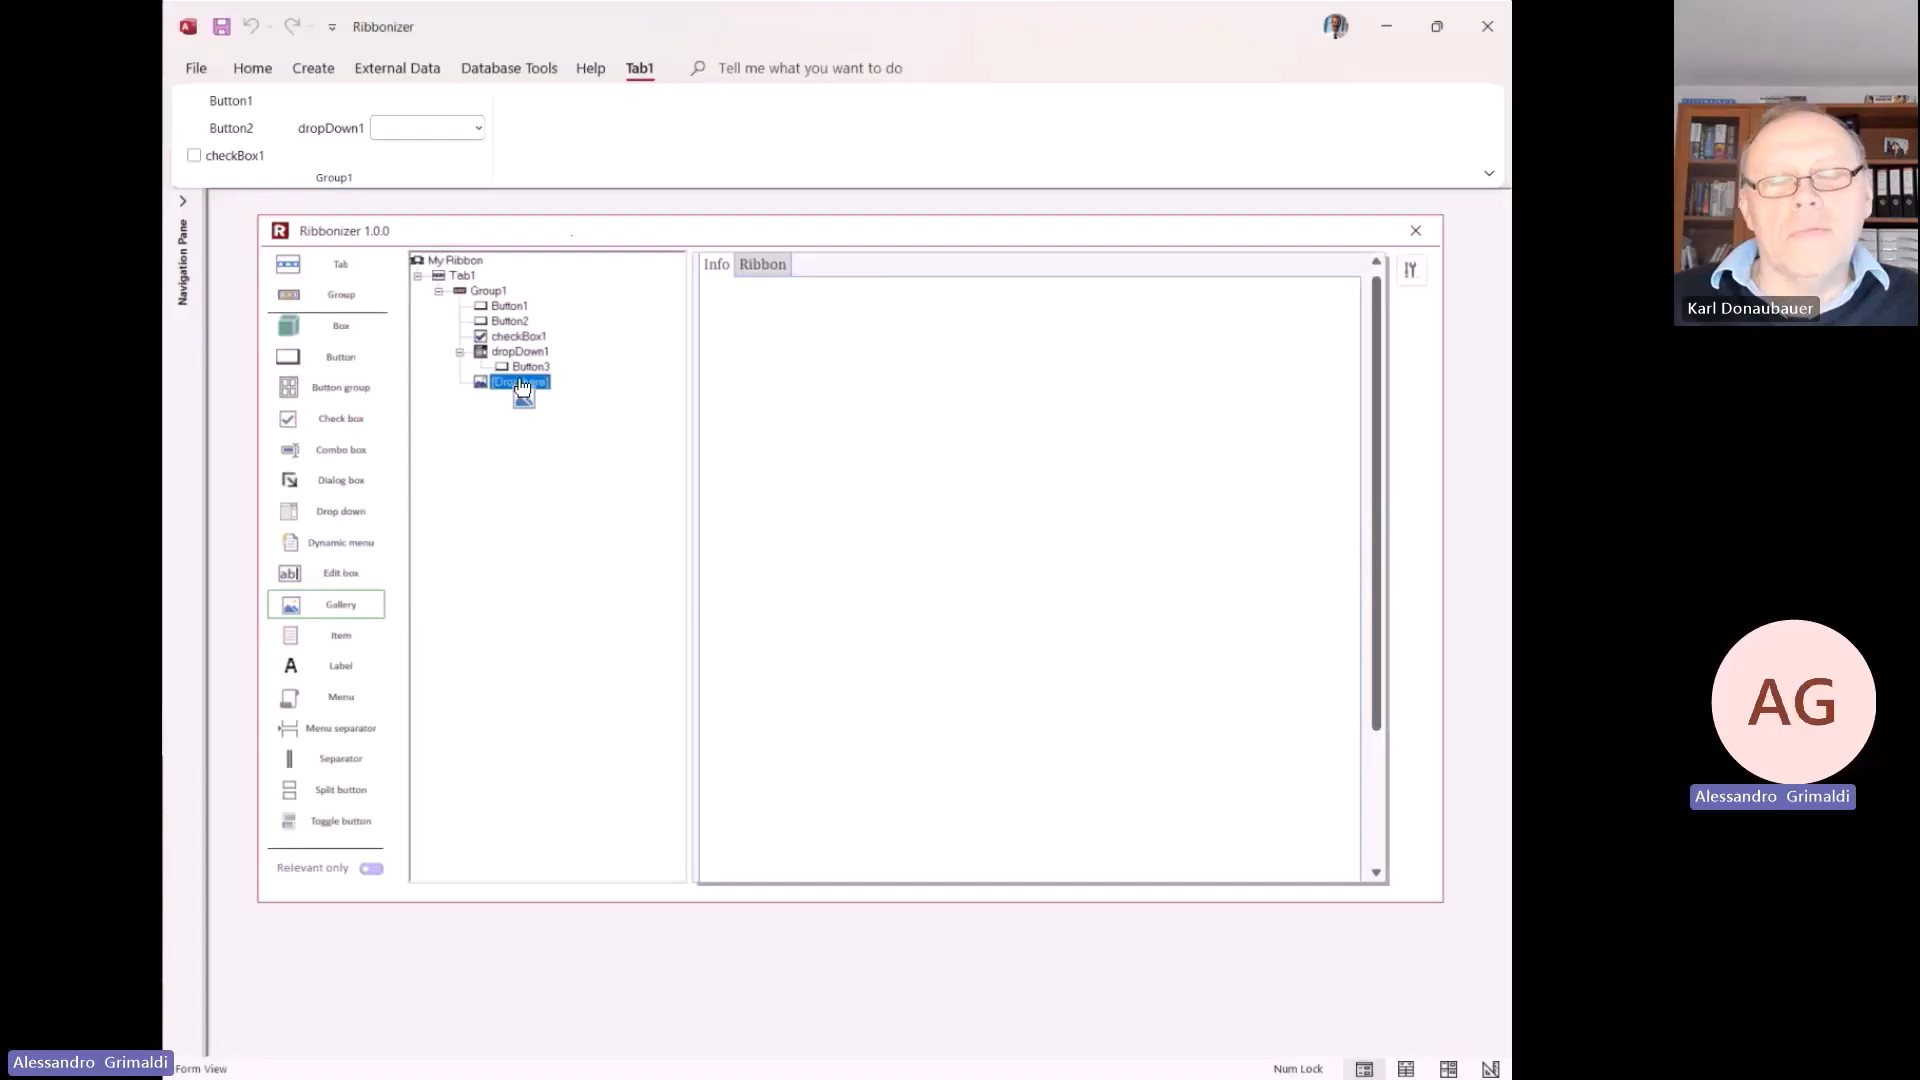 Ribbonizer
File Home Create External Data Database Tools Help Tab1 Tell me what you want to do
Button1
Button2
dropDown1
checkBox1
Group1
Navigation Pane
Ribbonizer 1.0.0
Tab
Group
Box
Button
Button group
Check box
Combo box
Dialog box
Drop down
Dynamic menu
Edit box
Gallery
Item
Label
Menu
Menu separator
Separator
Split button
Toggle button
Relevant only
My Ribbon
Tab1
Group1
Button1
Button2
checkBox1
dropDown1
Button3
Info Ribbon
Form View
Num Lock
Karl Donaubauer
AG
Alessandro Grimaldi
Alessandro Grimaldi